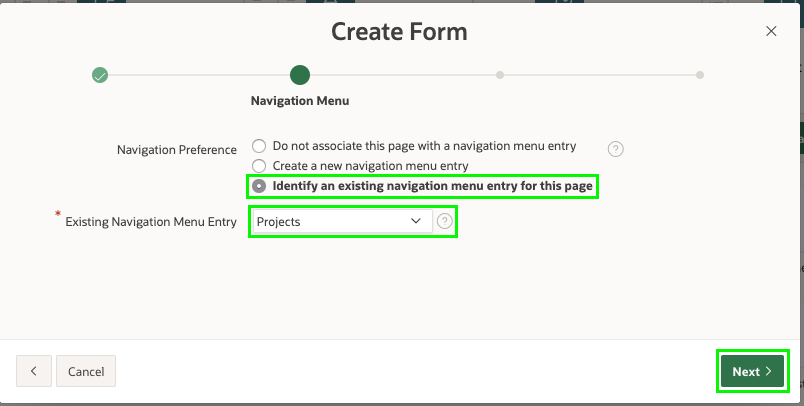 Create Form
Navigation Menu
Navigation Preference
Do not associate this page with a navigation menu entry
?
Create a new navigation menu entry
Identify an existing navigation menu entry for this page
* Existing Navigation Menu Entry
Projects
?
Cancel
Next